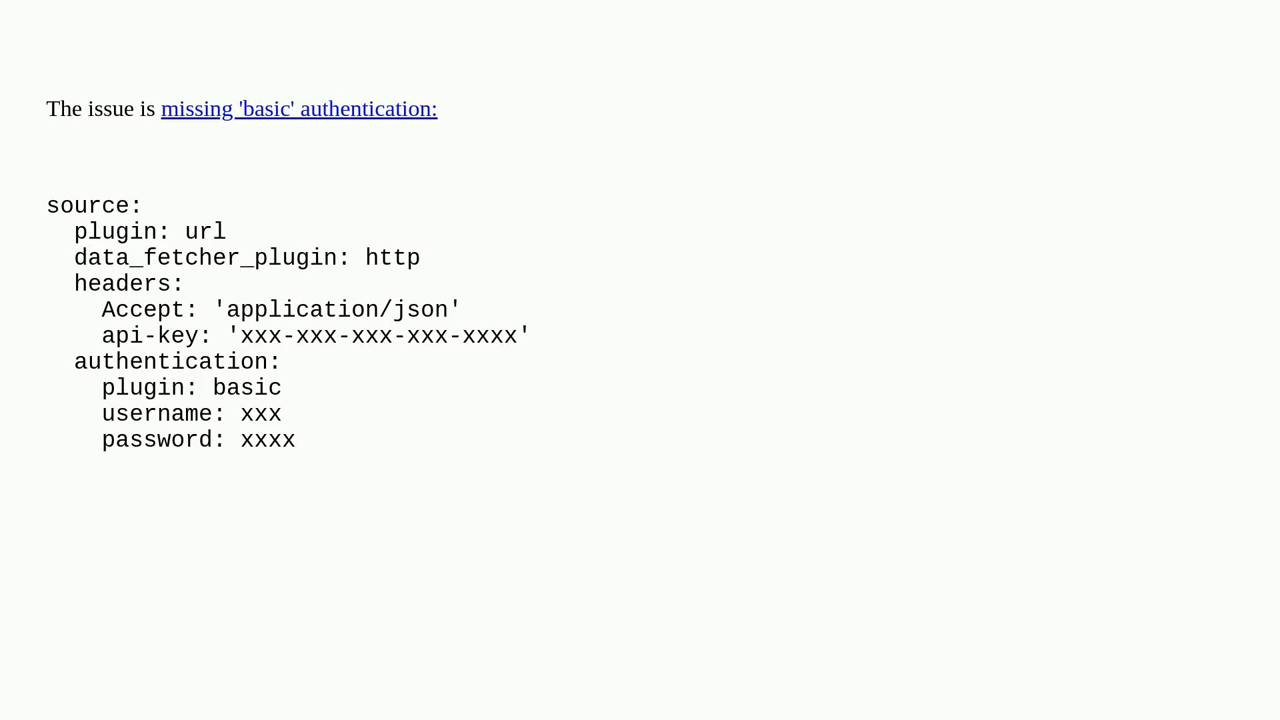 The issue is missing 'basic' authentication:
source:
  plugin: url
  data_fetcher_plugin: http
  headers:
    Accept: 'application/json'
    api-key: 'xxx-xxx-xxx-xxx-xxxx'
  authentication:
    plugin: basic
    username: xxx
    password: xxxx